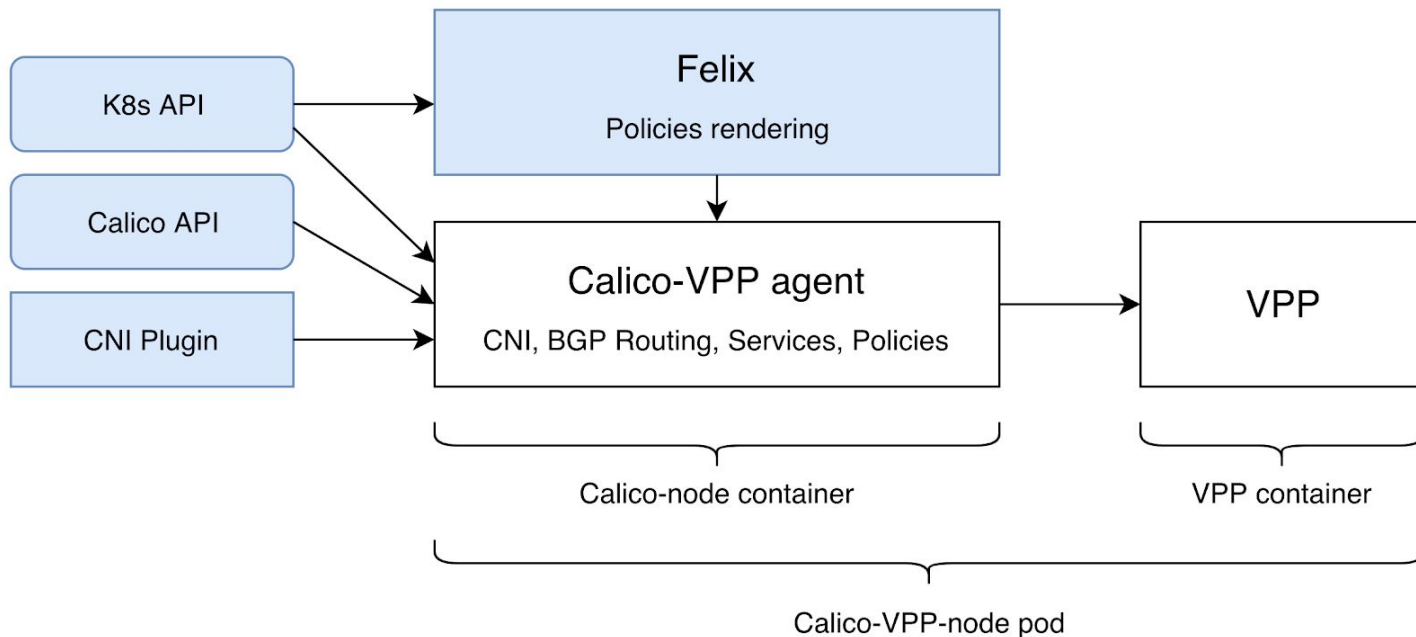 Felix
Policies rendering
K8s API
Calico API
CNI Plugin
Calico-VPP agent
CNI, BGP Routing, Services, Policies
VPP
Calico-node container
VPP container
Calico-VPP-node pod